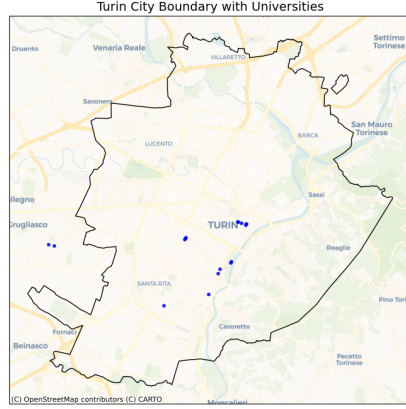 Turin City Boundary with Universities
Druento
Venaria Reale
Settimo
Torinese
VILLARETTO
Savonera
San Mauro
Torinese
BARCA
LUCENTO
Sassi
llegno
Grugliasco
TURIN
Reaglie
SANTA RITA
Pino Tori
Fornaci
Cavoretto
Beinasco
Pecetto
Torinese
Moncalieri
(C) OpenStreetMap contributors (C) CARTO